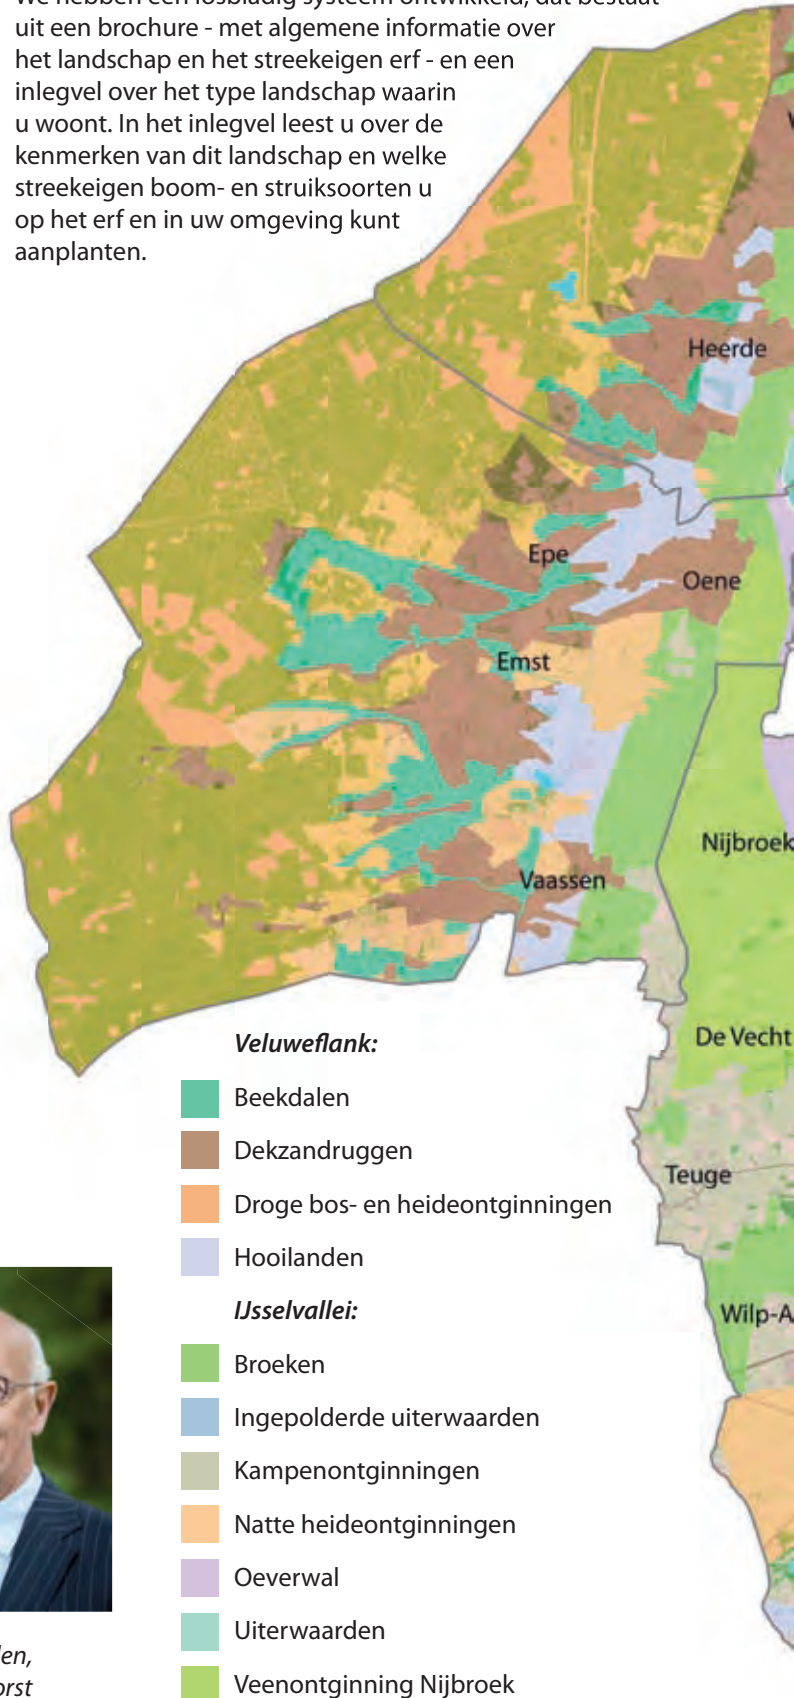 uit een brochure - met algemene informatie over
het landschap en het streekeigen erf - en een
inlegvel over het type landschap waarin
u woont. In het inlegvel leest u over de
kenmerken van dit landschap en welke
streekeigen boom- en struiksoorten u
op het erf en in uw omgeving kunt
aanplanten.
Heerde
Epe
Oene
Emst
Nijbroek
Vaassen
De Vecht
Teuge
Wilp-A
Veluweflank:
Beekdalen
Dekzandruggen
Droge bos- en heideontginningen
Hooilanden
IJsselvallei:
Broeken
Ingepolderde uiterwaarden
Kampenontginningen
Natte heideontginningen
Oeverwal
Uiterwaarden
Veenontginning Nijbroek